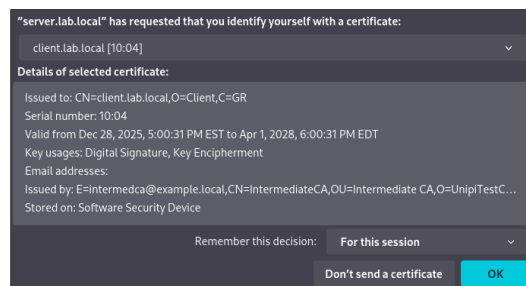 "server.lab.local" has requested that you identify yourself with a certificate:
client.lab.local [10:04]
Details of selected certificate:
Issued to: CN=client.lab.local,O=Client,C=GR
Serial number: 10:04
Valid from Dec 28, 2025, 5:00:31 PM EST to Apr 1, 2028, 6:00:31 PM EDT
Key usages: Digital Signature, Key Encipherment
Email addresses:
Issued by: E=intermedca@example.local,CN=IntermediateCA,OU=Intermediate CA,O=UnipiTestC...
Stored on: Software Security Device
Remember this decision: For this session
Don't send a certificate OK